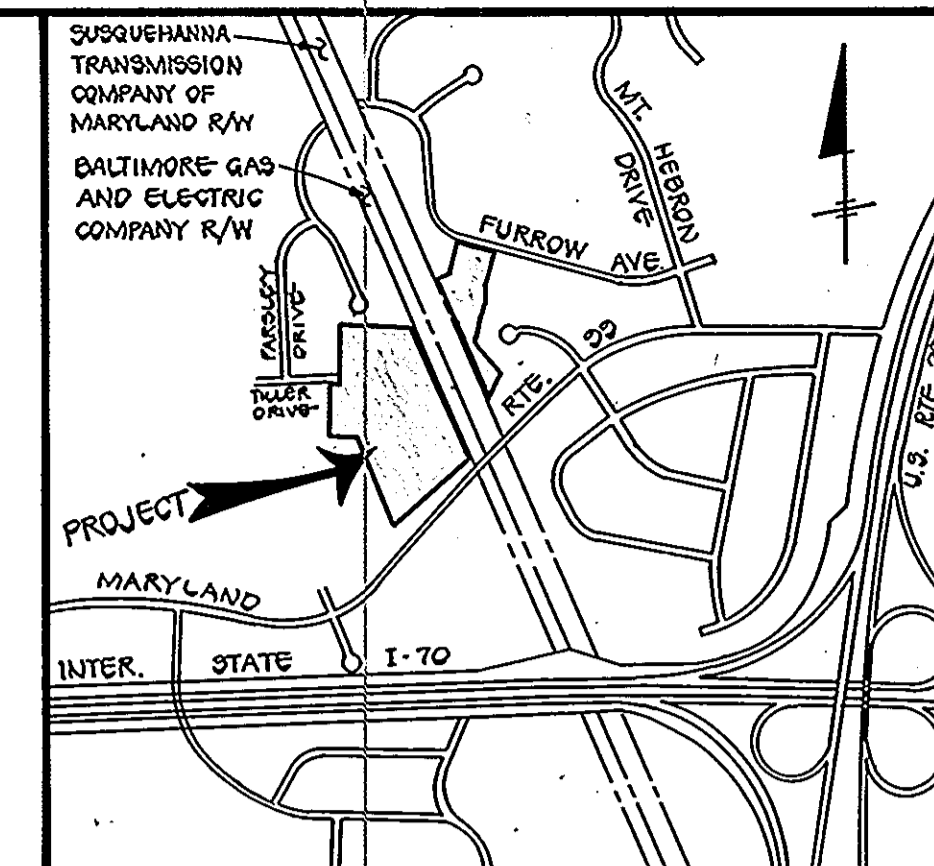 SUSQUEHANNA
TRANSMISSION
COMPANY OF
MARYLAND R/W
BALTIMORE GAS
AND ELECTRIC
COMPANY R/W
MT. HEBRON
DRIVE
FURROW AVE.
PARSLEY
DRIVE
TILLER
DRIVE
RTE. 99
U.S. RTE
PROJECT
MARYLAND
INTER. STATE I-70